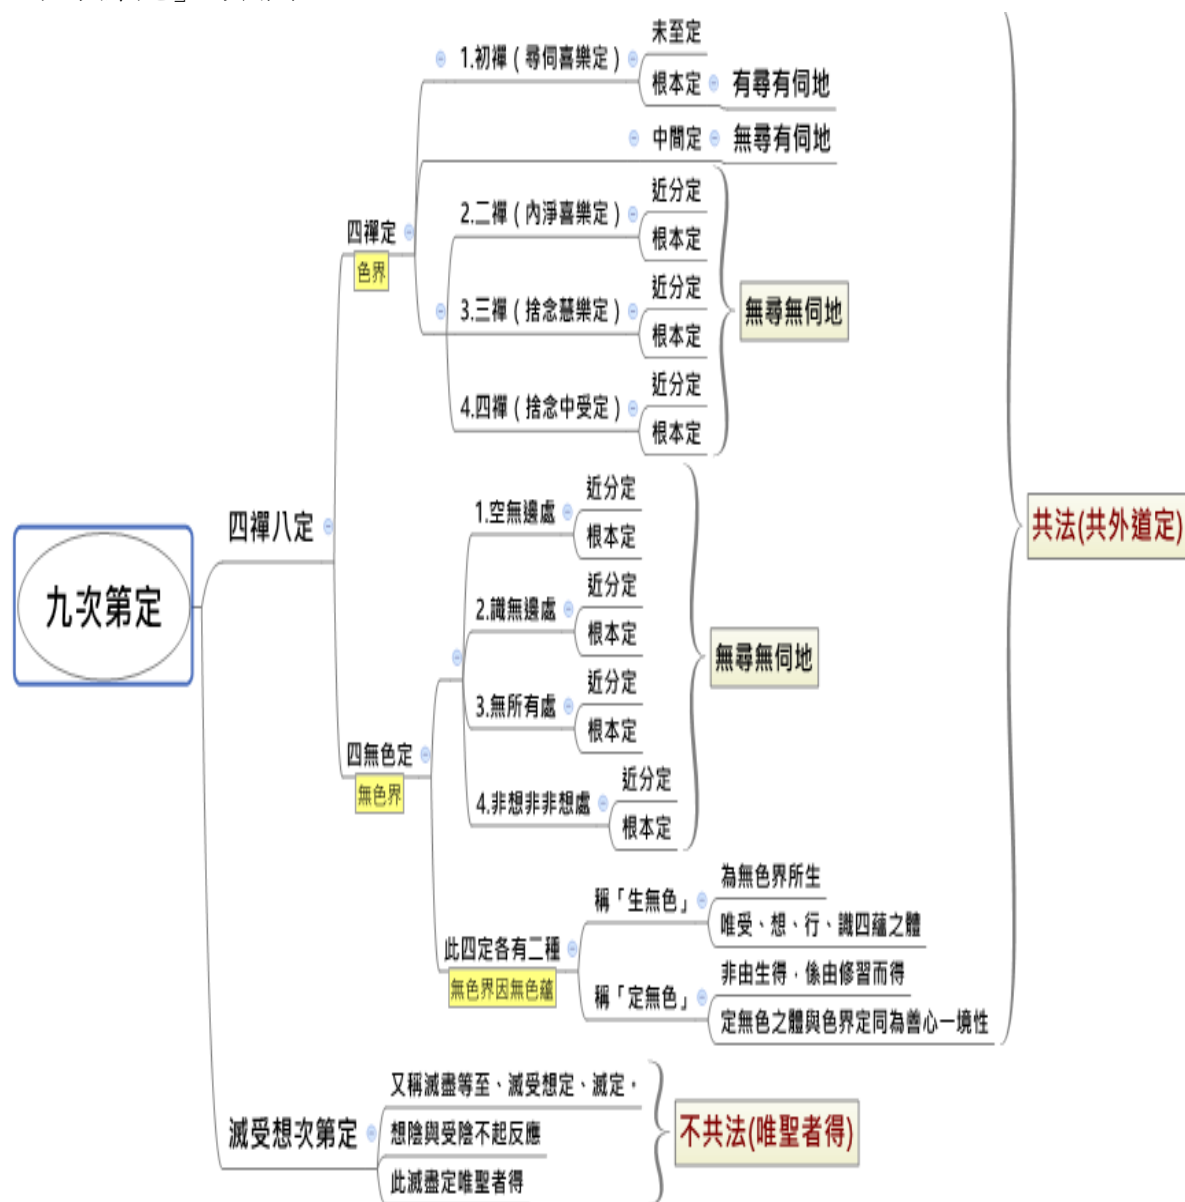 九次第定
四禪八定
四禪定
色界
1.初禪（尋伺喜樂定）
未至定
根本定
有尋有伺地
中間定
無尋有伺地
2.二禪（內淨喜樂定）
近分定
根本定
3.三禪（捨念慧樂定）
近分定
根本定
4.四禪（捨念中受定）
近分定
根本定
無尋無伺地
四無色定
無色界
1.空無邊處
近分定
根本定
2.識無邊處
近分定
根本定
3.無所有處
近分定
根本定
4.非想非非想處
近分定
根本定
無尋無伺地
此四定各有二種
無色界因無色蘊
稱「生無色」
為無色界所生
唯受、想、行、識四蘊之體
稱「定無色」
非由生得，係由修習而得
定無色之體與色界定同為善心一境性
共法(共外道定)
滅受想次第定
又稱滅盡等至、滅受想定、滅定。
想陰與受陰不起反應
此滅盡定唯聖者得
不共法(唯聖者得)